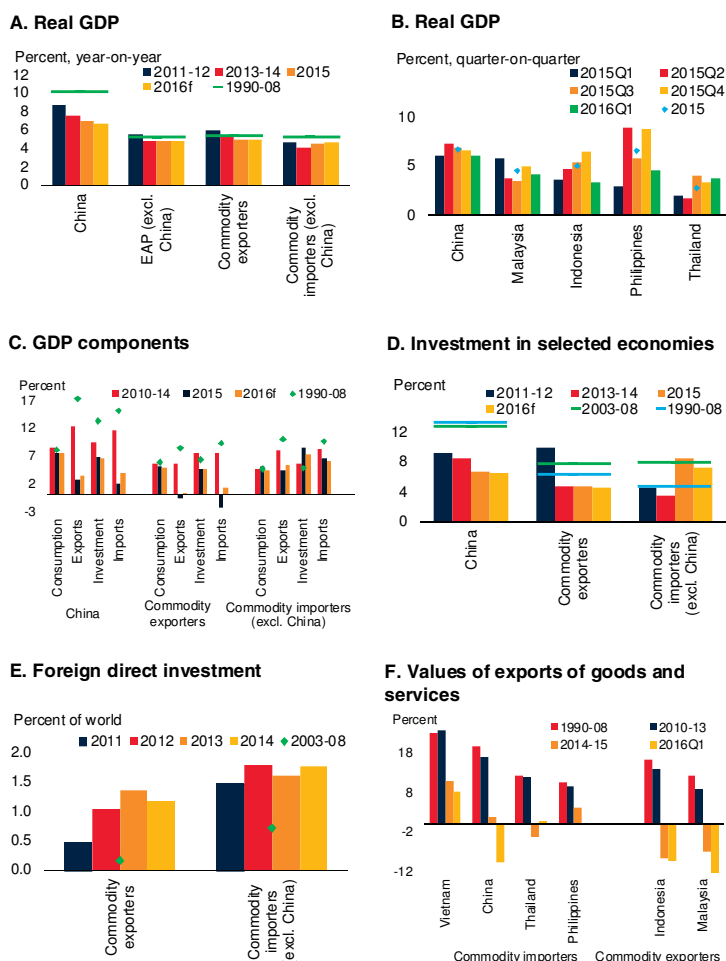 A. Real GDP
Percent, year-on-year
2011-12 2013-14 2015
2016f 1990-08
12
10
8
6
4
2
0
China
EAP (excl. China)
Commodity exporters
Commodity importers (excl. China)
B. Real GDP
Percent, quarter-on-quarter
2015Q1 2015Q2
2015Q3 2015Q4
2016Q1 2015
10
5
0
China
Malaysia
Indonesia
Philippines
Thailand
C. GDP components
Percent
2010-14 2015 2016f 1990-08
17
12
7
2
-3
Consumption
Exports
Investment
Imports
Consumption
Exports
Investment
Imports
Consumption
Exports
Investment
Imports
China
Commodity exporters
Commodity importers (excl. China)
D. Investment in selected economies
Percent
2011-12 2013-14 2015
2016f 2003-08 1990-08
12
8
4
0
China
Commodity exporters
Commodity importers (excl. China)
E. Foreign direct investment
Percent of world
2011 2012 2013 2014 2003-08
2.0
1.5
1.0
0.5
0.0
Commodity exporters
Commodity importers excl. China)
F. Values of exports of goods and
services
Percent
1990-08 2010-13
2014-15 2016Q1
18
8
-2
-12
Vietnam
China
Thailand
Philippines
Indonesia
Malaysia
Commodity importers Commodity exporters